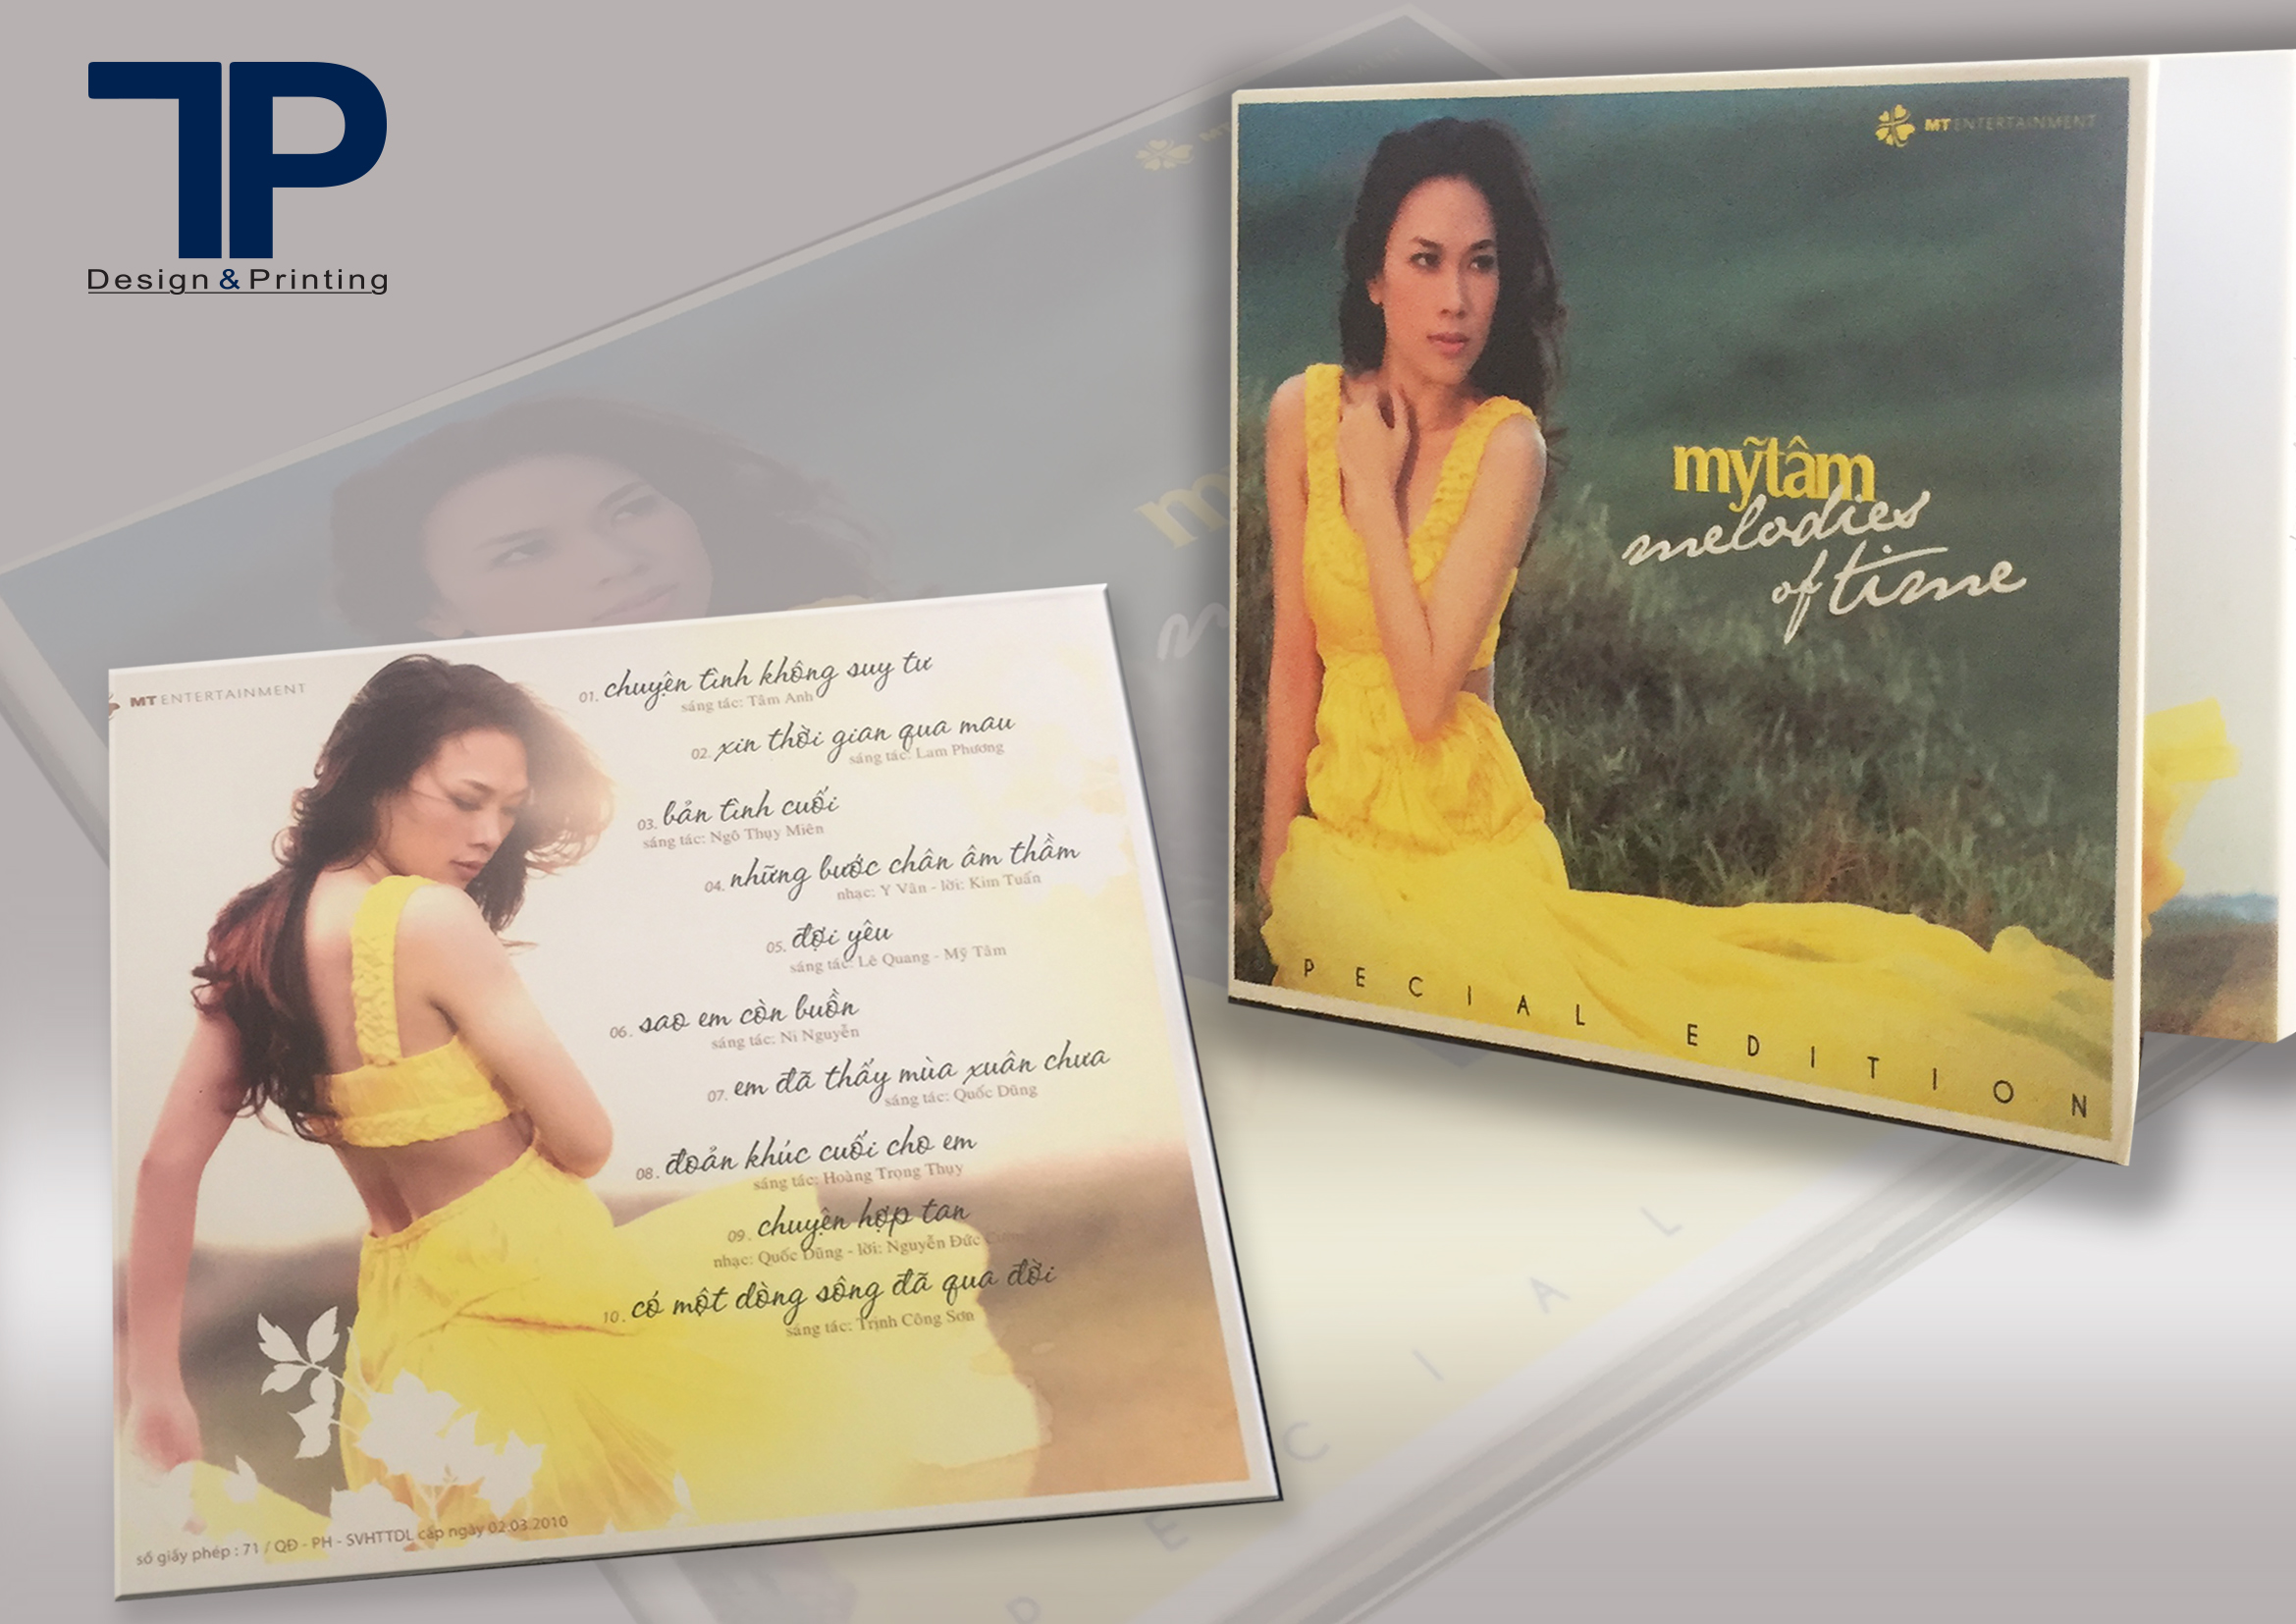 TP
Design & Printing
MT ENTERTAINMENT
mỹtâm
melodies
of time
PECIAL EDITION
MT ENTERTAINMENT
01. chuyện tình không suy tư
sáng tác: Tâm Anh
02. xin thời gian qua mau
sáng tác: Lam Phương
03. bản tình cuối
sáng tác: Ngô Thụy Miên
04. những bước chân âm thầm
nhạc: Y Vân - lời: Kim Tuấn
05. đợi yêu
sáng tác: Lê Quang - Mỹ Tâm
06. sao em còn buồn
sáng tác: Ni Nguyễn
07. em đã thấy mùa xuân chưa
sáng tác: Quốc Dũng
08. đoản khúc cuối cho em
sáng tác: Hoàng Trọng Thụy
09. chuyện hợp tan
nhạc: Quốc Dũng - lời: Nguyễn Đức
10. có một dòng sông đã qua đời
sáng tác: Trịnh Công Sơn
số giấy phép : 71 / QĐ - PH - SVHTTDL cấp ngày 02.03.2010